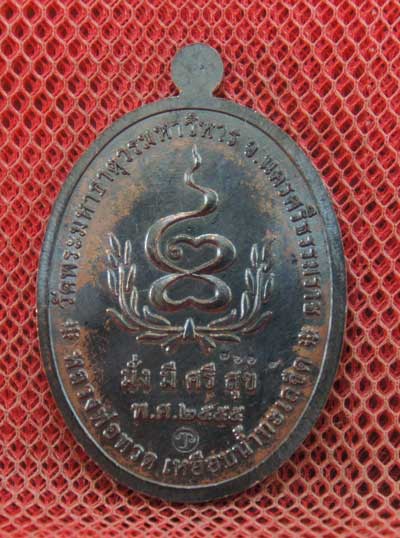 วัดพระมหาธาตุวรมหาวิหาร จ.นครศรีธรรมราช
มั่ง มี ศรี สุข
พ.ศ.๒๕๕๕
หลวงพ่อทวด เหยียบน้ำทะเลจืด